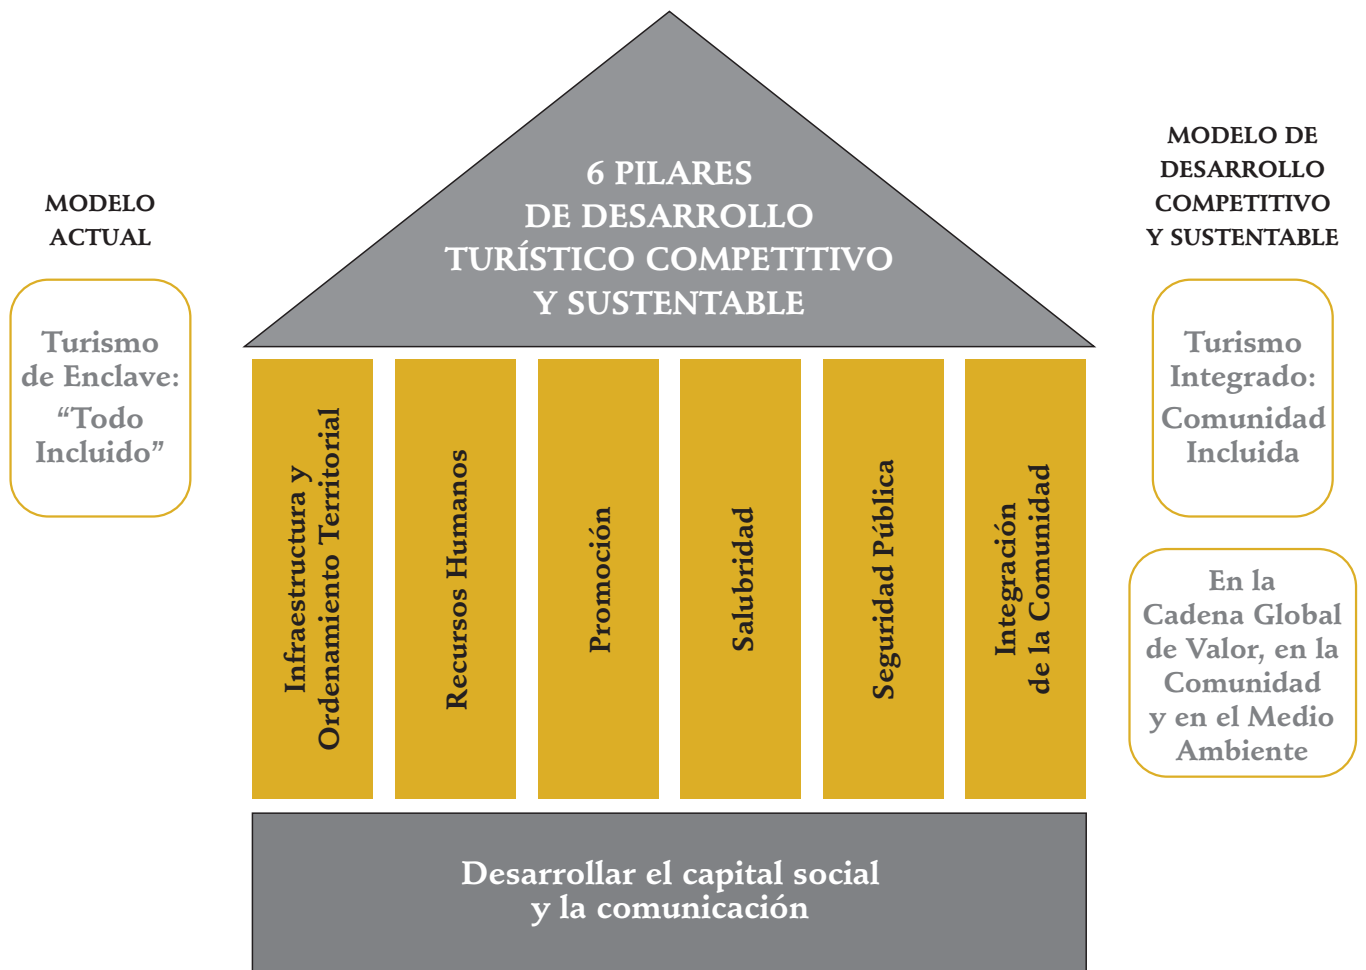 MODELO
ACTUAL
Turismo
de Enclave:
“Todo
Incluido”
6 PILARES
DE DESARROLLO
TURÍSTICO COMPETITIVO
Y SUSTENTABLE
Infraestructura y
Ordenamiento Territorial
Recursos Humanos
Promoción
Salubridad
Seguridad Pública
Integración
de la Comunidad
Desarrollar el capital social
y la comunicación
MODELO DE
DESARROLLO
COMPETITIVO
Y SUSTENTABLE
Turismo
Integrado:
Comunidad
Incluida
En la
Cadena Global
de Valor, en la
Comunidad
y en el Medio
Ambiente